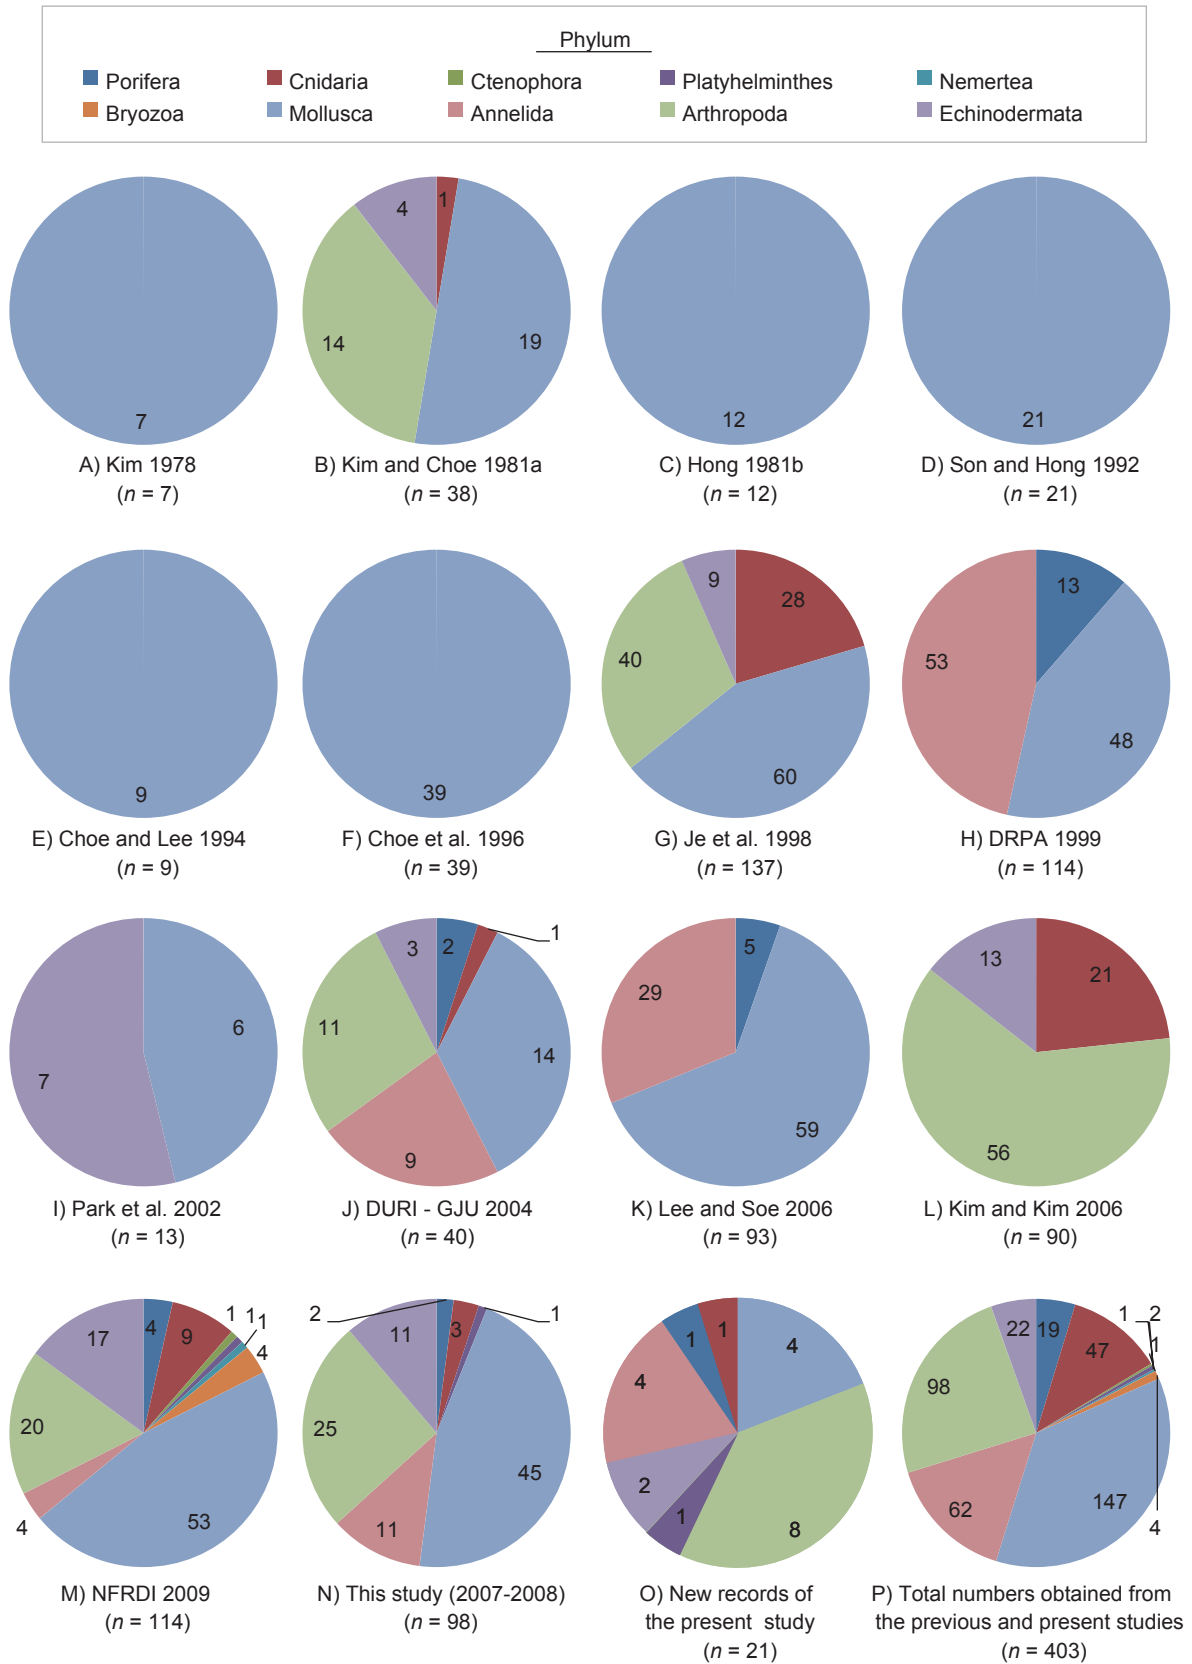 Phylum
Porifera Cnidaria Ctenophora Platyhelminthes Nemertea
Bryozoa Mollusca Annelida Arthropoda Echinodermata
7
A) Kim 1978
(n = 7)
4 1
14 19
B) Kim and Choe 1981a
(n = 38)
12
C) Hong 1981b
(n = 12)
21
D) Son and Hong 1992
(n = 21)
9
E) Choe and Lee 1994
(n = 9)
39
F) Choe et al. 1996
(n = 39)
9 28
40
60
G) Je et al. 1998
(n = 137)
13
53
48
H) DRPA 1999
(n = 114)
6
7
I) Park et al. 2002
(n = 13)
3 2 1
11 14
9
J) DURI - GJU 2004
(n = 40)
5
29
59
K) Lee and Soe 2006
(n = 93)
13 21
56
L) Kim and Kim 2006
(n = 90)
17 4 9 1 1 1
4
20
4 53
M) NFRDI 2009
(n = 114)
2 1
11 3
25
45
11
N) This study (2007-2008)
(n = 98)
1 1 4
4
2
1 8
O) New records of
the present study
(n = 21)
22 19 47 1 2
1
98
62 147
4
P) Total numbers obtained from
the previous and present studies
(n = 403)